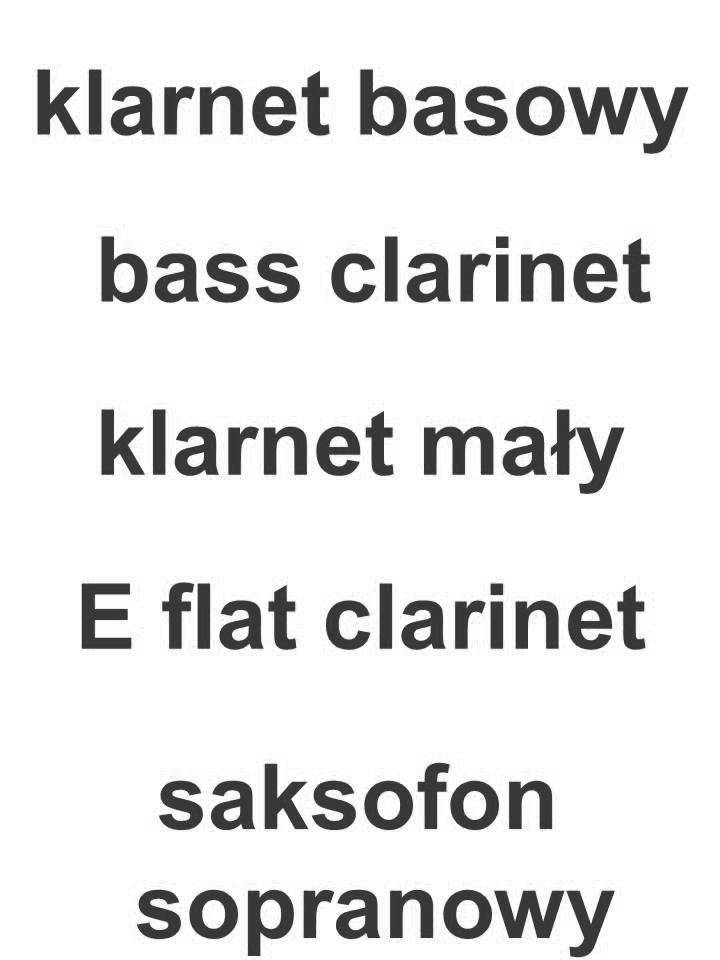 klarnet basowy
bass clarinet
klarnet mały
E flat clarinet
saksofon
sopranowy